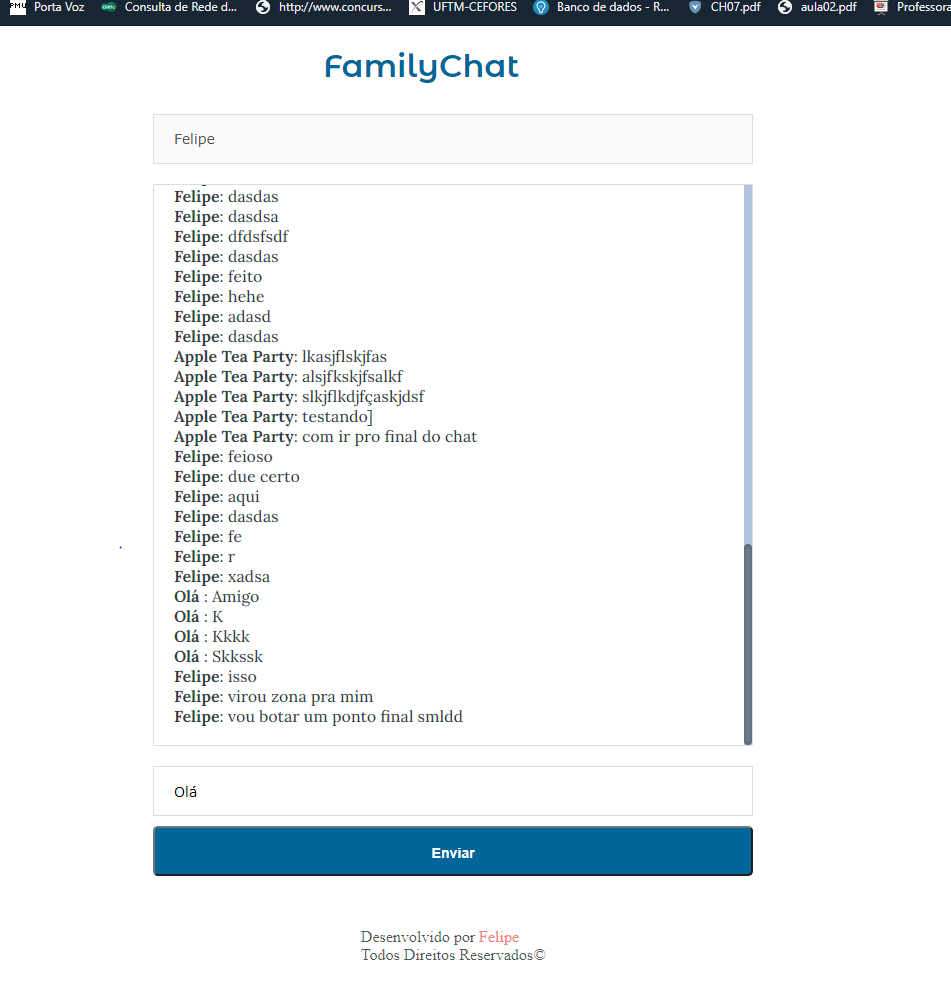 PMU Porta Voz Consulta de Rede d... http://www.concurs... UFTM-CEFORES Banco de dados - R... CH07.pdf aula02.pdf Professora
FamilyChat
Felipe
Felipe: dasdas
Felipe: dasdsa
Felipe: dfdsfsdf
Felipe: dasdas
Felipe: feito
Felipe: hehe
Felipe: adasd
Felipe: dasdas
Apple Tea Party: lkasjflskjfas
Apple Tea Party: alsjfkskjfsalkf
Apple Tea Party: slkjflkdjfçaskjdsf
Apple Tea Party: testando]
Apple Tea Party: com ir pro final do chat
Felipe: feioso
Felipe: due certo
Felipe: aqui
Felipe: dasdas
Felipe: fe
Felipe: r
Felipe: xadsa
Olá : Amigo
Olá : K
Olá : Kkkk
Olá : Skkssk
Felipe: isso
Felipe: virou zona pra mim
Felipe: vou botar um ponto final smldd
Olá
Enviar
Desenvolvido por Felipe
Todos Direitos Reservados©